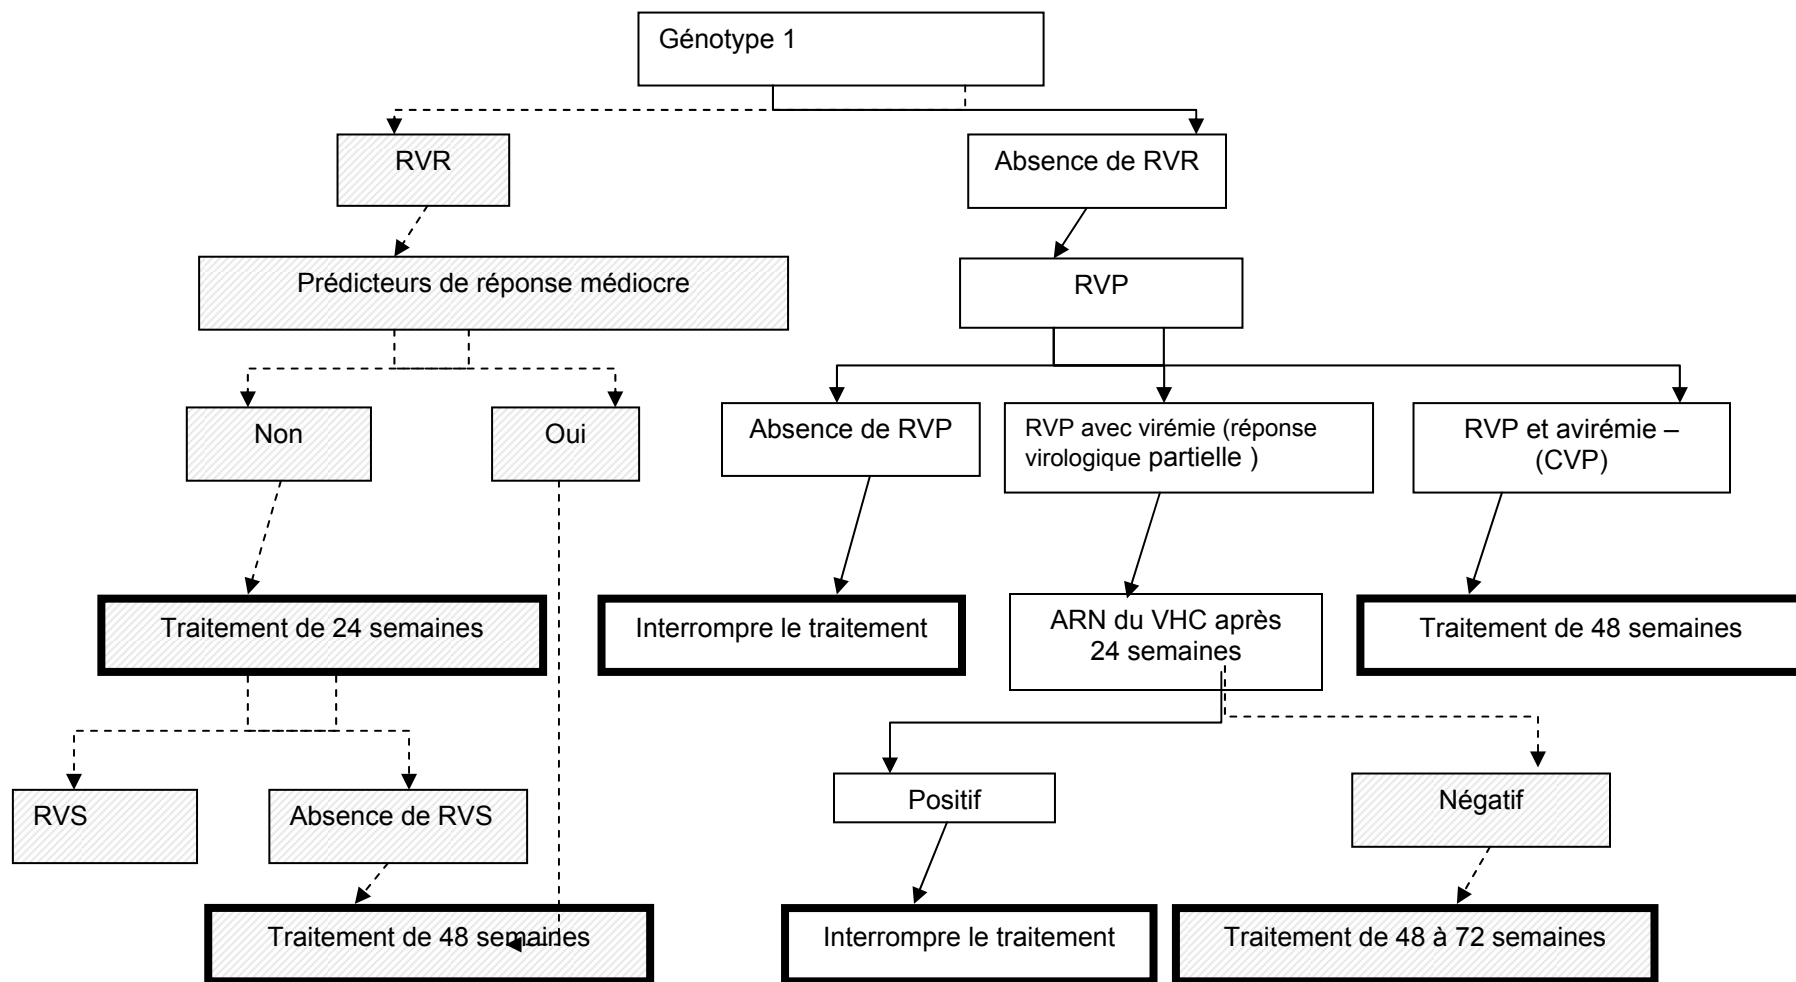 Génotype 1
RVR
Absence de RVR
Prédicteurs de réponse médiocre
RVP
Non
Oui
Absence de RVP
RVP avec virémie (réponse
virologique partielle )
RVP et avirémie –
(CVP)
Traitement de 24 semaines
Interrompre le traitement
ARN du VHC après
24 semaines
Traitement de 48 semaines
RVS
Absence de RVS
Positif
Négatif
Traitement de 48 semaines
Interrompre le traitement
Traitement de 48 à 72 semaines